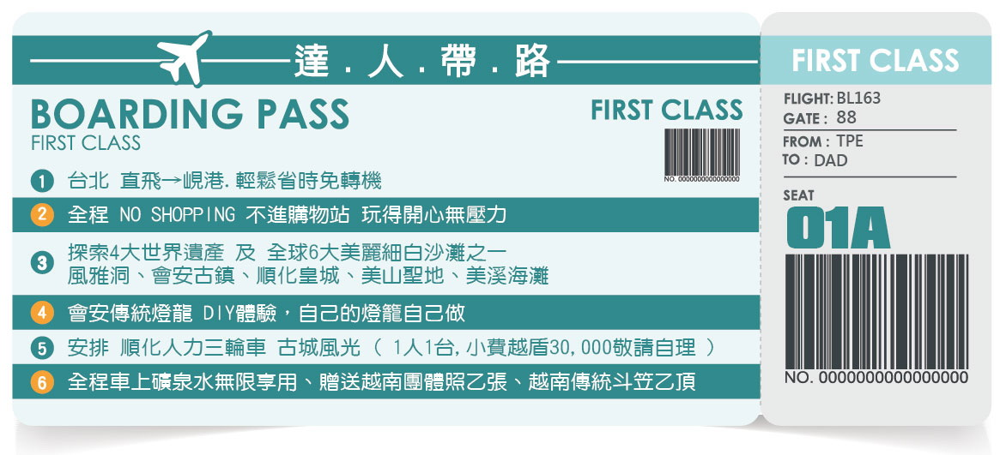 達.人.帶.路
BOARDING PASS
FIRST CLASS
FIRST CLASS
NO. 0000000000000000
1 台北 直飛→峴港.輕鬆省時免轉機
2 全程 NO SHOPPING 不進購物站 玩得開心無壓力
3 探索4大世界遺產 及 全球6大美麗細白沙灘之一
風雅洞、會安古鎮、順化皇城、美山聖地、美溪海灘
4 會安傳統燈龍 DIY體驗，自己的燈籠自己做
5 安排 順化人力三輪車 古城風光 ( 1人1台,小費越盾30,000敬請自理 )
6 全程車上礦泉水無限享用、贈送越南團體照乙張、越南傳統斗笠乙頂
FIRST CLASS
FLIGHT: BL163
GATE : 88
FROM : TPE
TO : DAD
SEAT
01A
NO. 0000000000000000